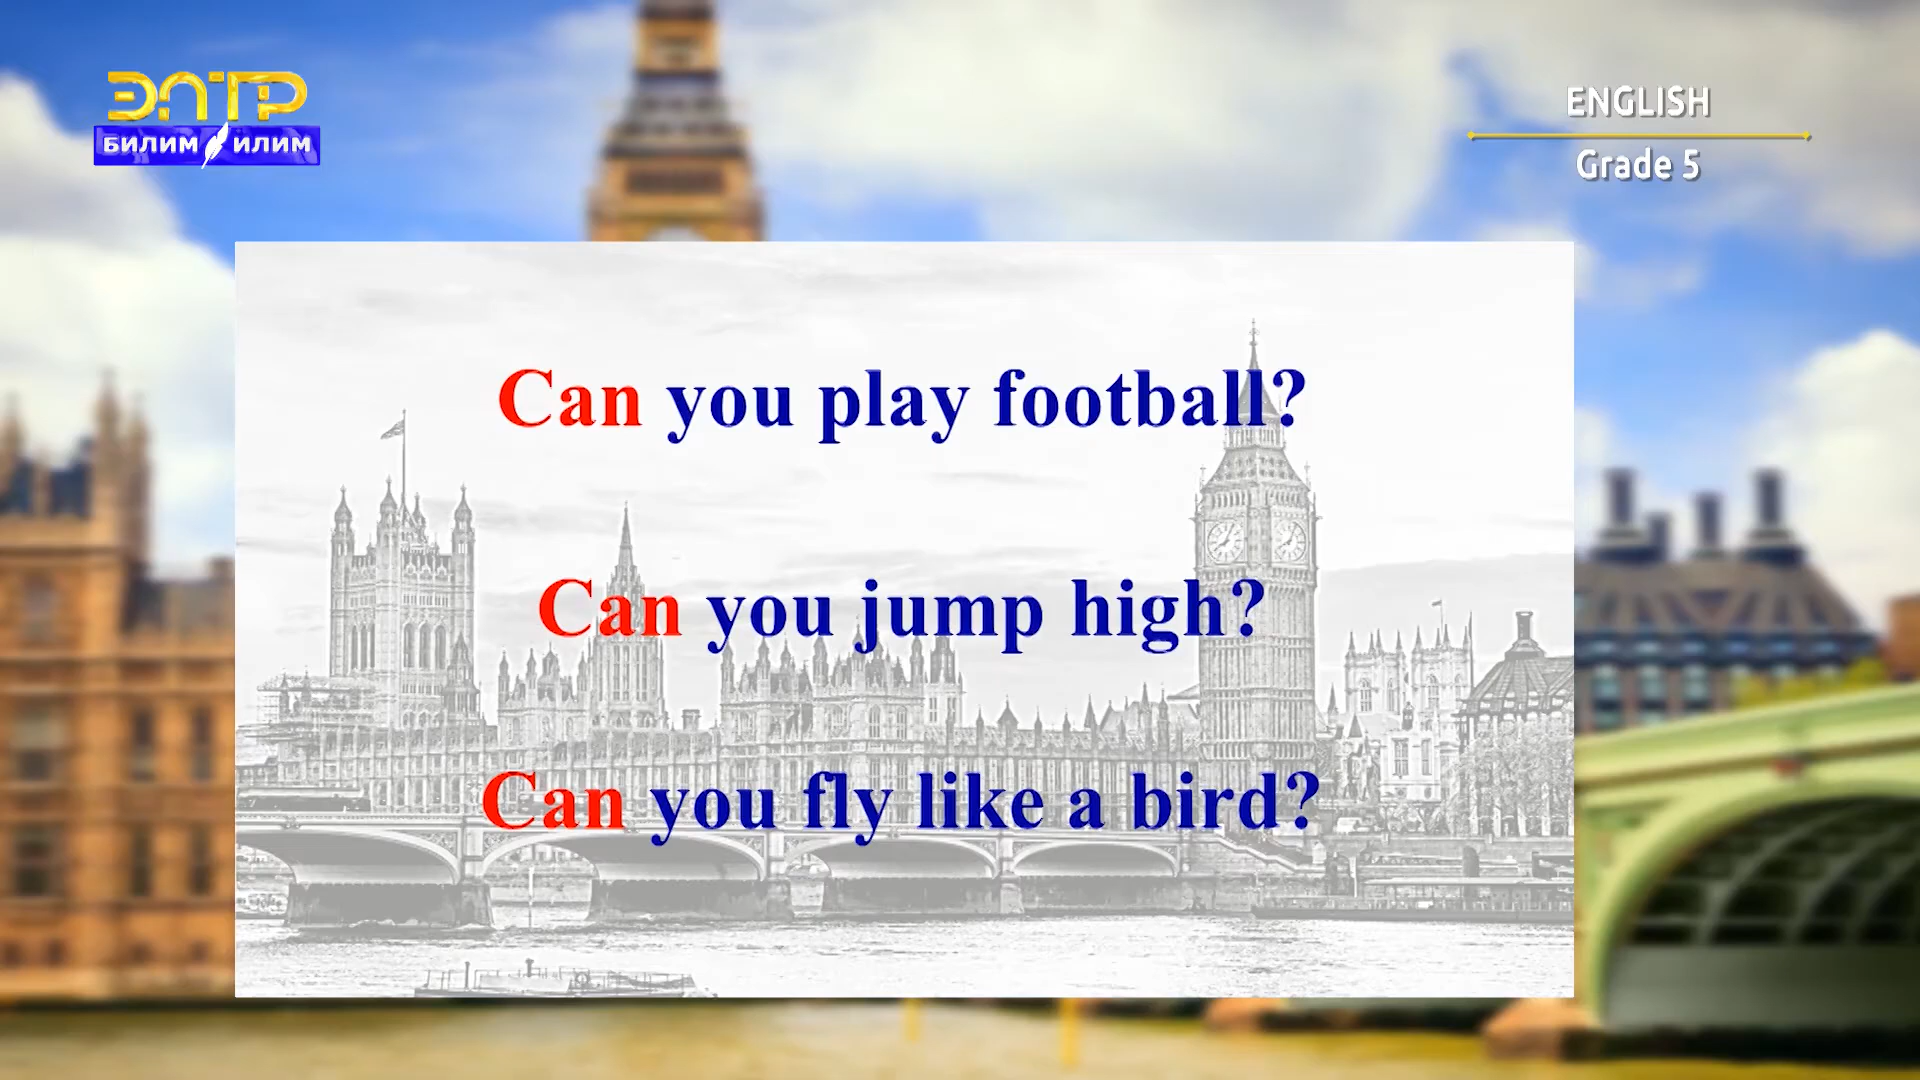 ЭЛТР
БИЛИМ ИЛИМ
ENGLISH
Grade 5
Can you play football?
Can you jump high?
Can you fly like a bird?